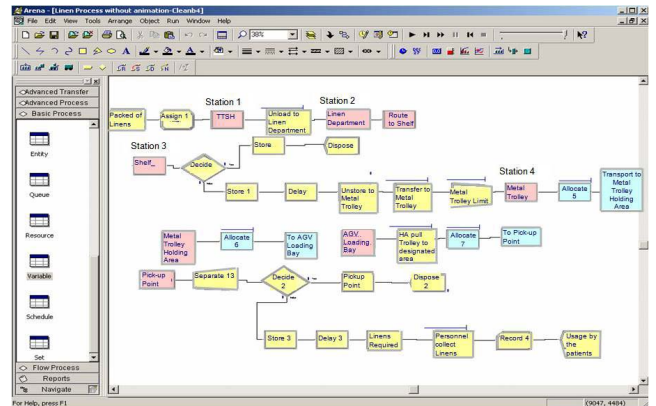 Arena - [Linen Process without animation-Cleanb4]
File Edit View Tools Arrange Object Run Window Help
38%
Advanced Transfer
Advanced Process
Basic Process
Entity
Queue
Resource
Variable
Schedule
Set
Flow Process
Reports
Navigate
Station 1
Station 2
Packed of
Linens
Assign 1
TTSH
Unload to
Linen
Department
Linen
Department
Route
to Shelf
Station 3
Shelf_
Decide
Store
Dispose
Station 4
Store 1
Delay
Unstore to
Metal
Trolley
Transfer to
Metal
Trolley
Metal
Trolley Limit
Metal
Trolley
Allocate
5
Transport to
Metal
Trolley
Holding
Area
Metal
Trolley
Holding
Area
Allocate
6
To AGV
Loading
Bay
AGV
Loading
Bay
HA pull
Trolley to
designated
area
Allocate
7
To Pick-up
Point
Pick-up
Point
Separate 13
Decide
2
Pickup
Point
Dispose
2
Store 3
Delay 3
Linens
Required
Personnel
collect
Linens
Record 4
Usage by
the
patients
For Help, press F1
(9047, 4484)